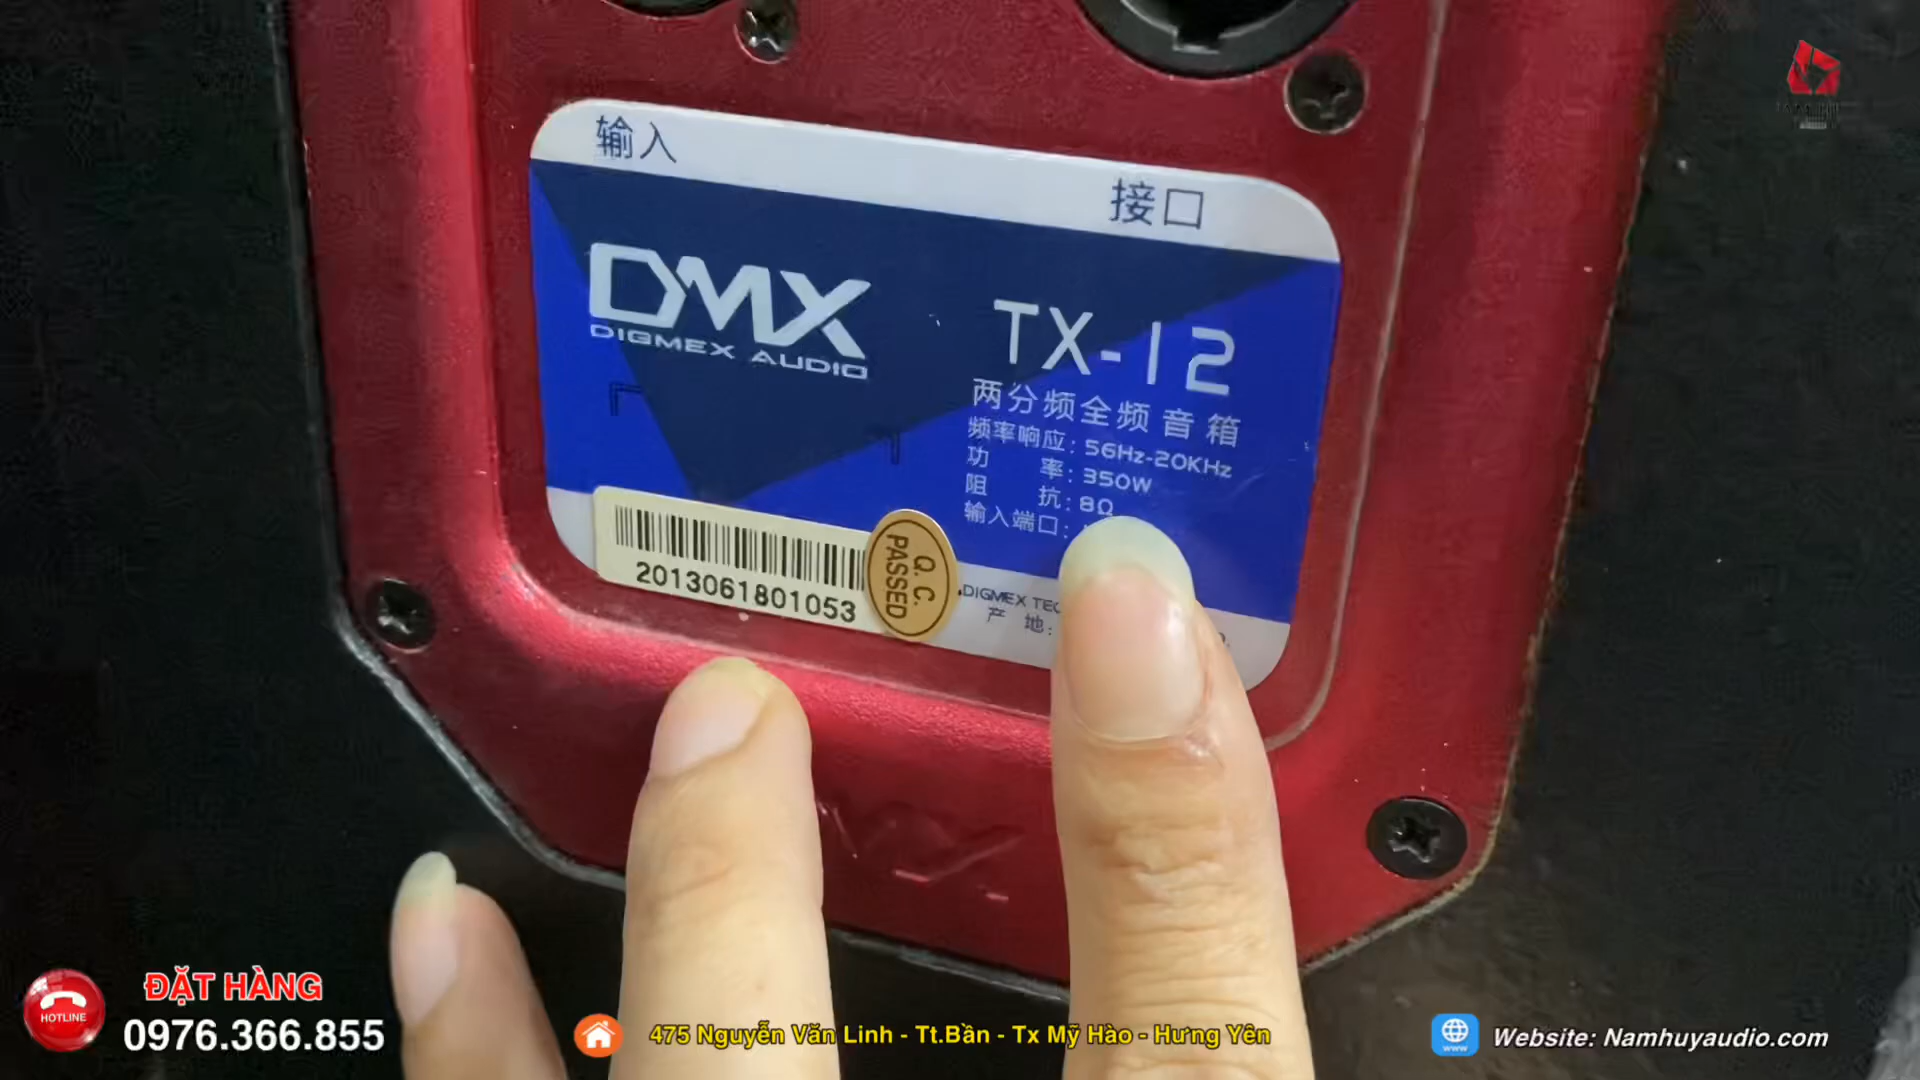 输入
接口
DMX
DIGMEX AUDIO
TX-12
两分频全频音箱
频率响应: 56Hz-20KHz
功 率: 350W
阻 抗: 8Ω
输入端口:
2013061801053
Q.C.
PASSED
DIGMEX
产 地:
HOTLINE
ĐẶT HÀNG
0976.366.855
475 Nguyễn Văn Linh - Tt.Bần - Tx Mỹ Hào - Hưng Yên
WWW
Website: Namhuyaudio.com